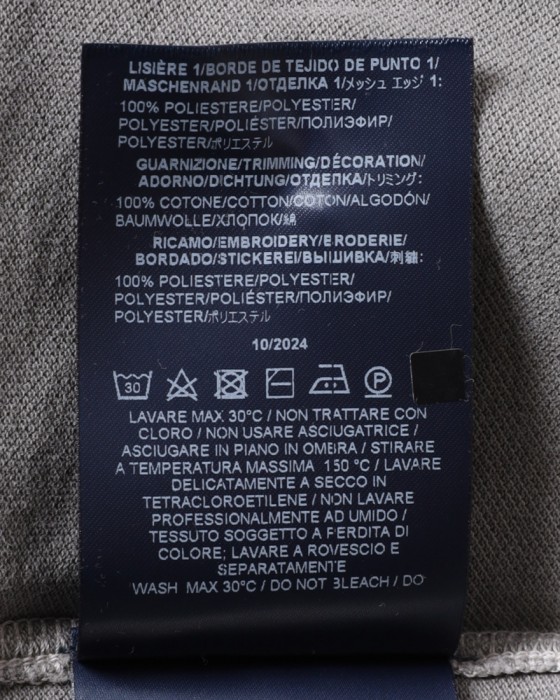 LISIÈRE 1/BORDE DE TEJIDO DE PUNTO 1/
MASCHENRAND 1/ОТДЕЛКА 1/メッシュ エッジ 1:
100% POLIESTERE/POLYESTER/
POLYESTER/POLIÉSTER/ПОЛИЭФИР/
POLYESTER/ポリエステル
GUARNIZIONE/TRIMMING/DÉCORATION/
ADORNO/DICHTUNG/ОТДЕЛКА/トリミング:
100% COTONE/COTTON/COTON/ALGODÓN/
BAUMWOLLE/ХЛОПОК/綿
RICAMO/EMBROIDERY/BRODERIE/
BORDADO/STICKEREI/ВЫШИВКА/刺繍:
100% POLIESTERE/POLYESTER/
POLYESTER/POLIÉSTER/ПОЛИЭФИР/
POLYESTER/ポリエステル
10/2024
30 P
LAVARE MAX 30°C / NON TRATTARE CON
CLORO / NON USARE ASCIUGATRICE /
ASCIUGARE IN PIANO IN OMBRA / STIRARE
A TEMPERATURA MASSIMA 150 °C / LAVARE
DELICATAMENTE A SECCO IN
TETRACLOROETILENE / NON LAVARE
PROFESSIONALMENTE AD UMIDO /
TESSUTO SOGGETTO A PERDITA DI
COLORE; LAVARE A ROVESCIO E
SEPARATAMENTE
WASH MAX 30°C / DO NOT BLEACH / DO